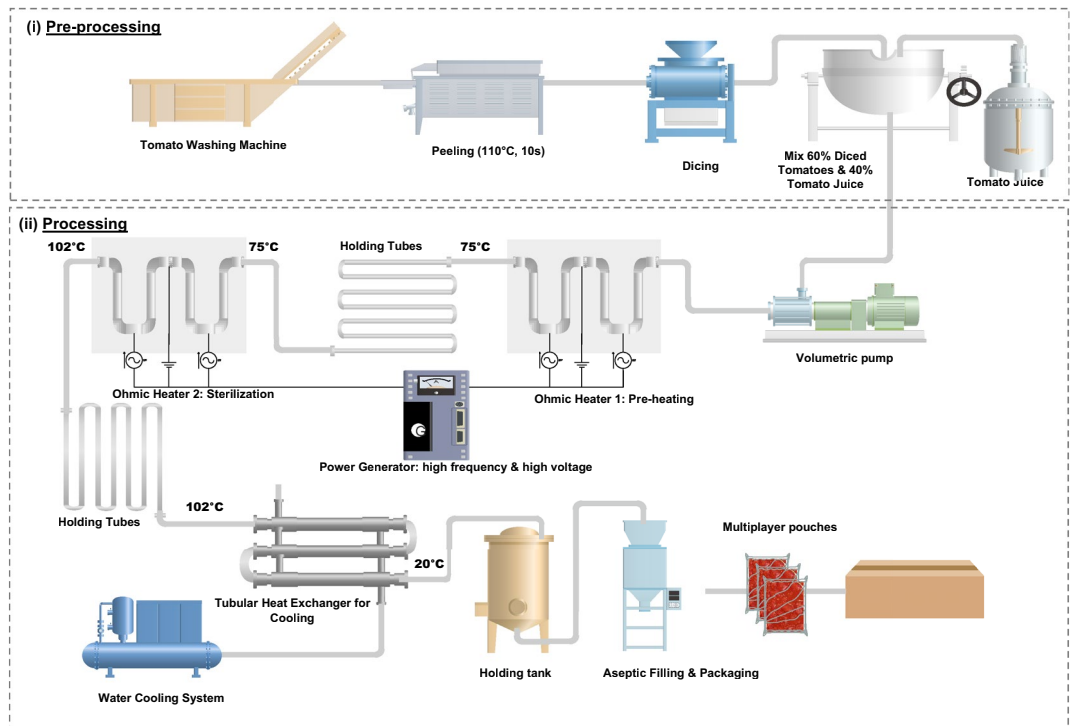 (i) Pre-processing
Tomato Washing Machine
Peeling (110°C, 10s)
Dicing
Mix 60% Diced
Tomatoes & 40%
Tomato Juice
Tomato Juice
(ii) Processing
102°C
75°C
Holding Tubes
75°C
Volumetric pump
Ohmic Heater 2: Sterilization
Ohmic Heater 1: Pre-heating
Power Generator: high frequency & high voltage
Holding Tubes
102°C
20°C
Multiplayer pouches
Tubular Heat Exchanger for
Cooling
Water Cooling System
Holding tank
Aseptic Filling & Packaging